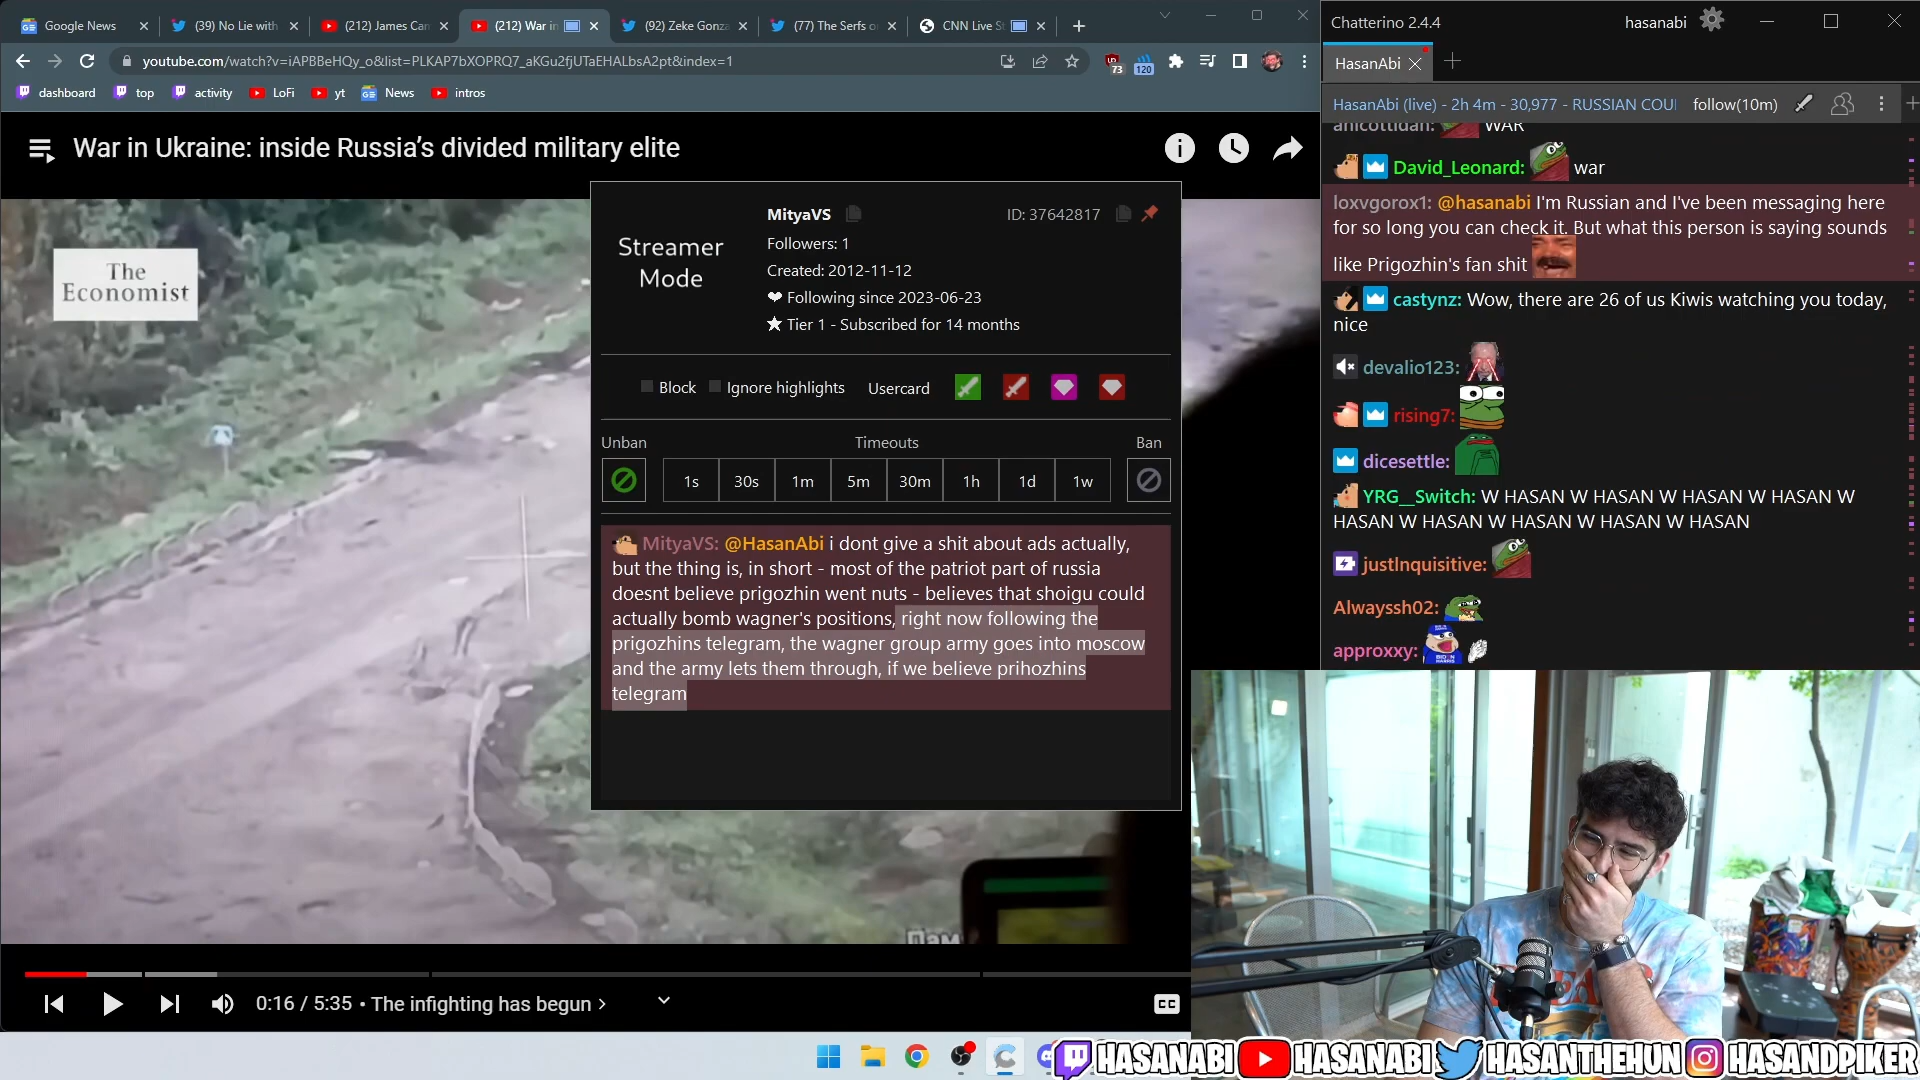 Google News
(39) No Lie with
(212) James Can
(212) War in
(92) Zeke Gonza
(77) The Serfs o
CNN Live St
youtube.com/watch?v=iAPBBeHQy_o&list=PLKAP7bXOPRQ7_aKGu2fjUTaEHALbsA2pt&index=1
73
120
dashboard
top
activity
LoFi
yt
News
intros
War in Ukraine: inside Russia's divided military elite
The
Economist
Streamer
Mode
MityaVS
ID: 37642817
Followers: 1
Created: 2012-11-12
Following since 2023-06-23
Tier 1 - Subscribed for 14 months
Block
Ignore highlights
Usercard
Unban
Timeouts
Ban
1s
30s
1m
5m
30m
1h
1d
1w
MityaVS: @HasanAbi i dont give a shit about ads actually,
but the thing is, in short - most of the patriot part of russia
doesnt believe prigozhin went nuts - believes that shoigu could
actually bomb wagner's positions, right now following the
prigozhins telegram, the wagner group army goes into moscow
and the army lets them through, if we believe prihozhins
telegram
0:16 / 5:35 • The infighting has begun
CC
Chatterino 2.4.4
hasanabi
HasanAbi
HasanAbi (live) - 2h 4m - 30,977 - RUSSIAN COU
follow(10m)
anicottidan: WAR
David_Leonard: war
loxvgorox1: @hasanabi I'm Russian and I've been messaging here
for so long you can check it. But what this person is saying sounds
like Prigozhin's fan shit
castynz: Wow, there are 26 of us Kiwis watching you today,
nice
devalio123:
rising7:
dicesettle:
YRG__Switch: W HASAN W HASAN W HASAN W HASAN W
HASAN W HASAN W HASAN W HASAN W HASAN
justInquisitive:
Alwayssh02:
approxxy:
HASANABI
HASANABI
HASANTHEHUN
HASANDPIKER